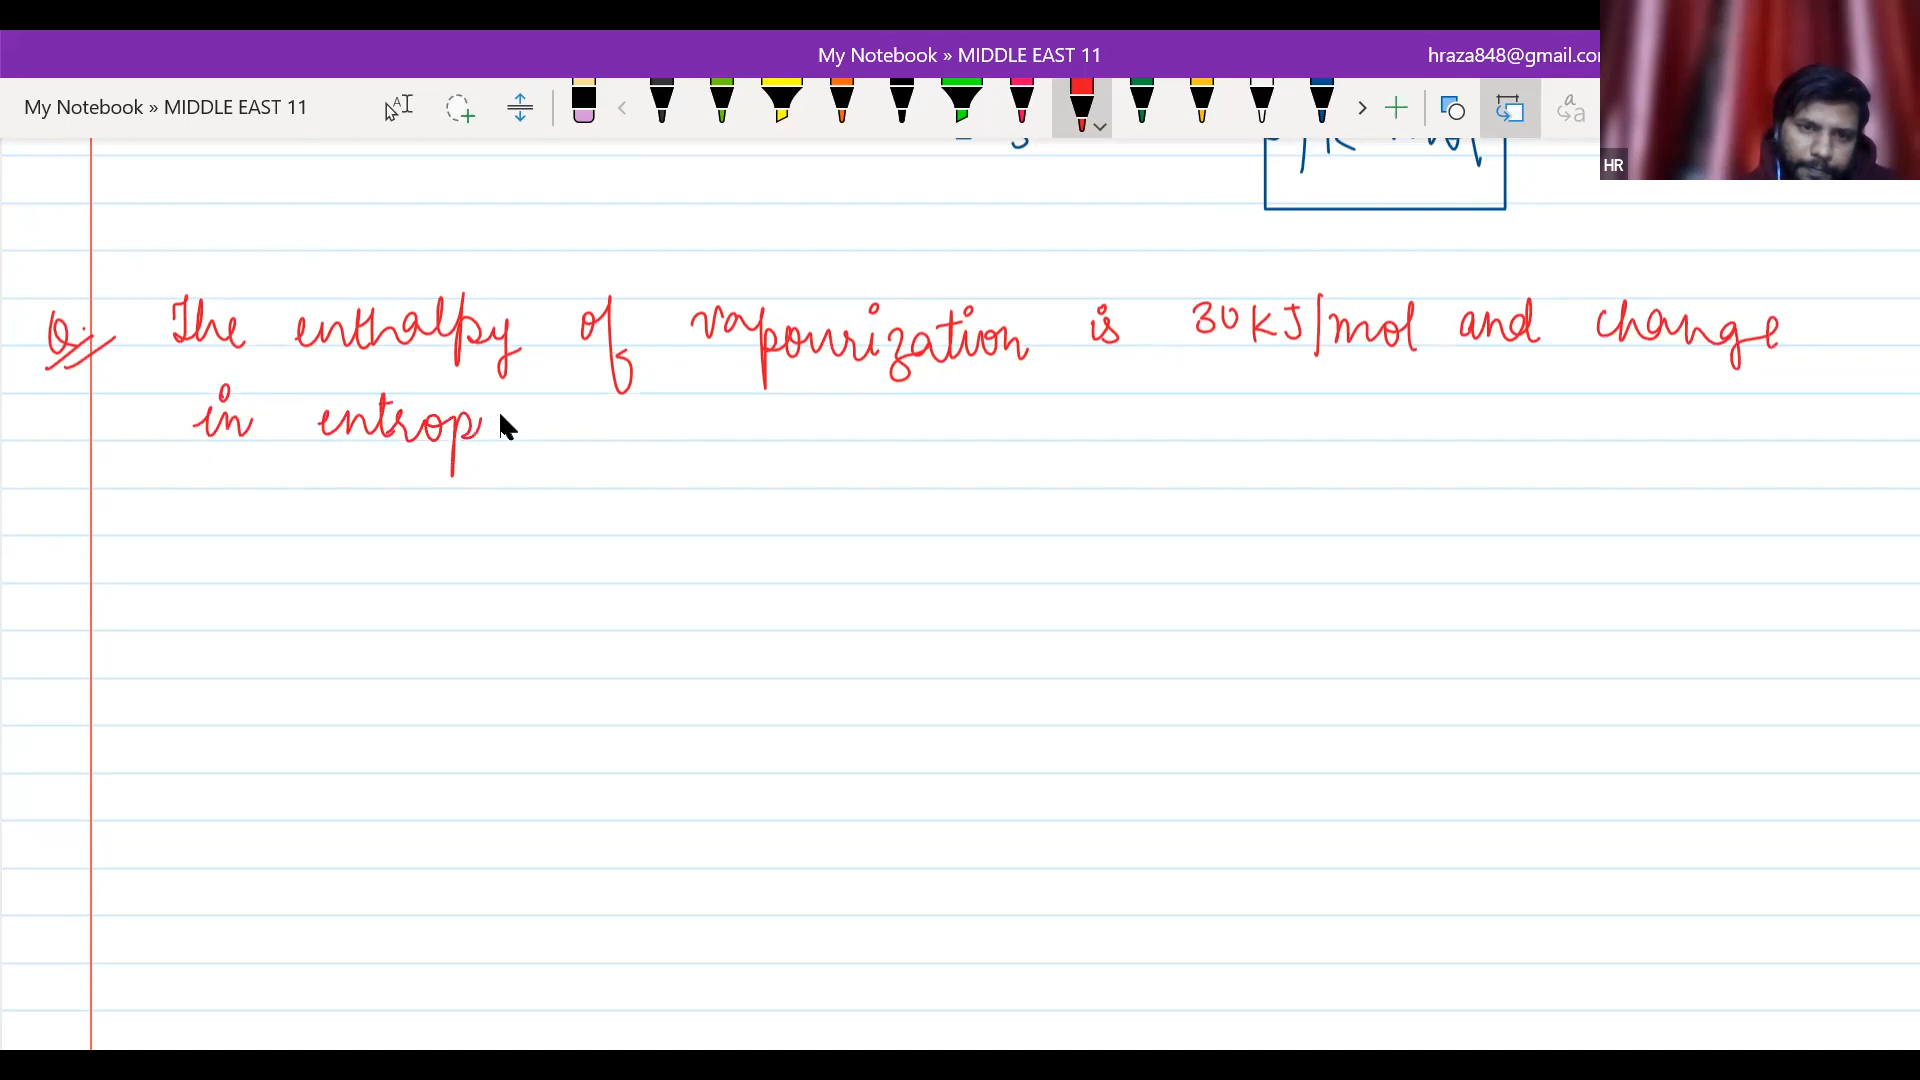 My Notebook » MIDDLE EAST 11
hraza848@gmail.co
My Notebook » MIDDLE EAST 11
HR
Q: The enthalpy of vapourization is 30 KJ/mol and change
in entrop